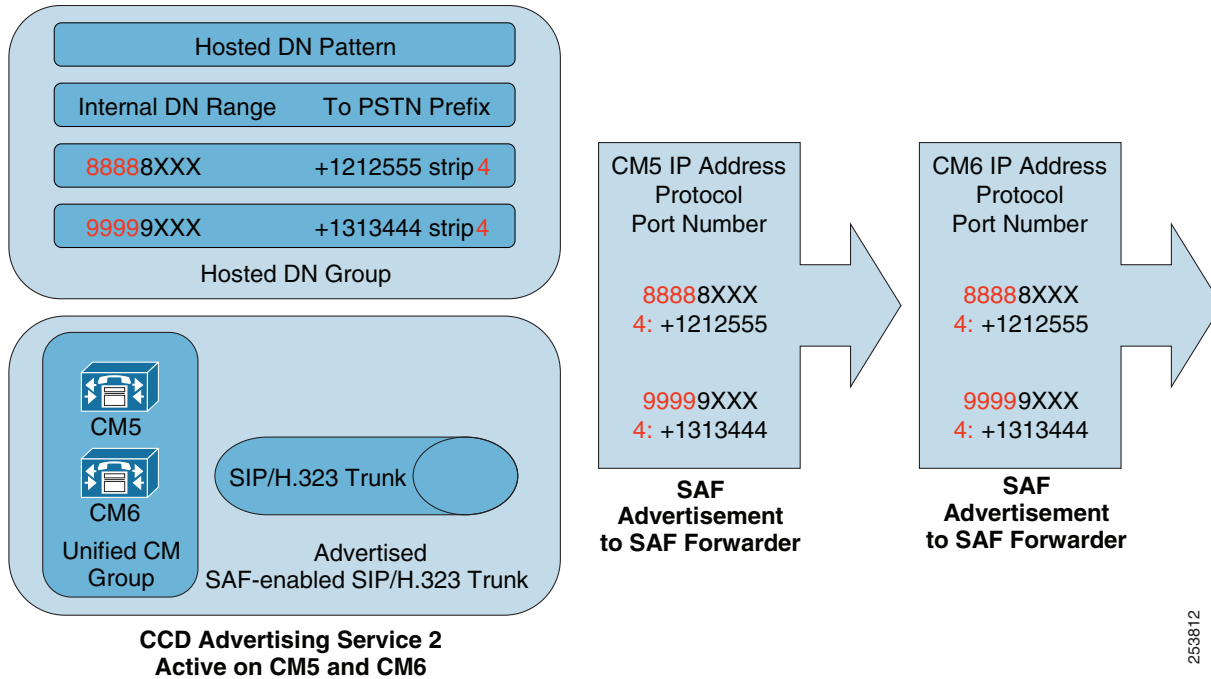 Hosted DN Pattern
Internal DN Range To PSTN Prefix
88888XXX +1212555 strip 4
99999XXX +1313444 strip 4
Hosted DN Group
CM5
CM6
Unified CM
Group
SIP/H.323 Trunk
Advertised
SAF-enabled SIP/H.323 Trunk
CCD Advertising Service 2
Active on CM5 and CM6
CM5 IP Address
Protocol
Port Number
88888XXX
4: +1212555
99999XXX
4: +1313444
SAF
Advertisement
to SAF Forwarder
CM6 IP Address
Protocol
Port Number
88888XXX
4: +1212555
99999XXX
4: +1313444
SAF
Advertisement
to SAF Forwarder
253812